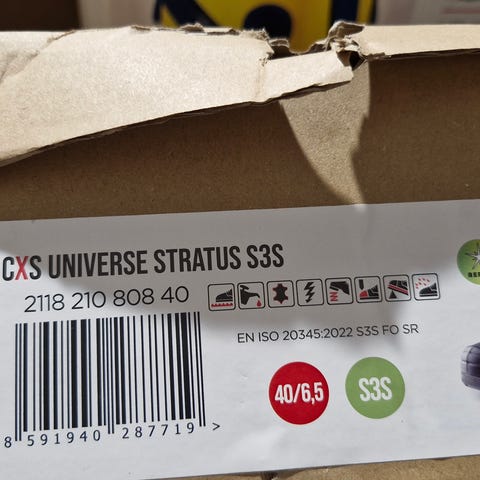 CXS UNIVERSE STRATUS S3S
2118 210 808 40
EN ISO 20345:2022 S3S FO SR
40/6,5
S3S
8 591940 287719 >